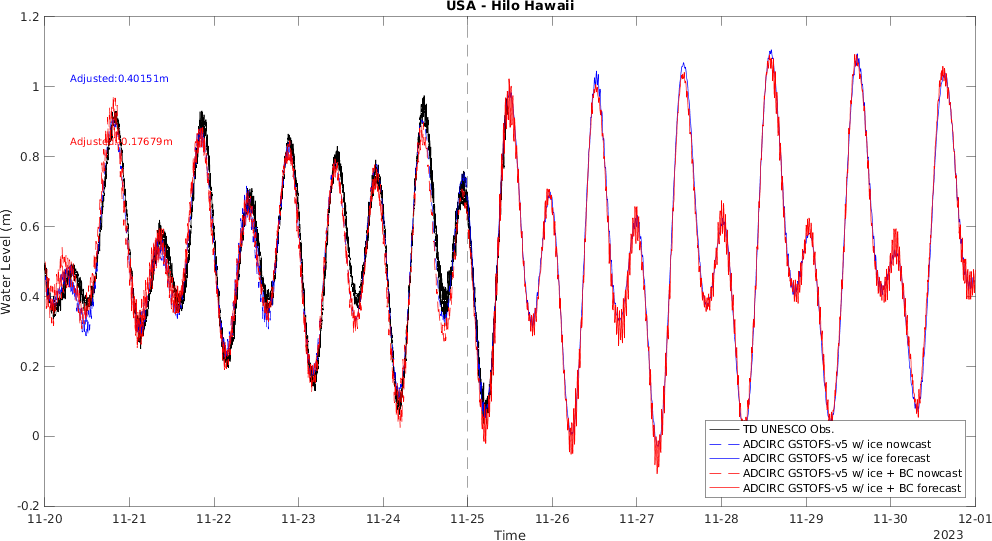 USA - Hilo Hawaii
1.2
1
0.8
0.6
0.4
0.2
0
-0.2
Water Level (m)
Adjusted:0.40151m
Adjusted:0.17679m
TD UNESCO Obs.
ADCIRC GSTOFS-v5 w/ ice nowcast
ADCIRC GSTOFS-v5 w/ ice forecast
ADCIRC GSTOFS-v5 w/ ice + BC nowcast
ADCIRC GSTOFS-v5 w/ ice + BC forecast
11-20 11-21 11-22 11-23 11-24 11-25 11-26 11-27 11-28 11-29 11-30 12-01
Time
2023